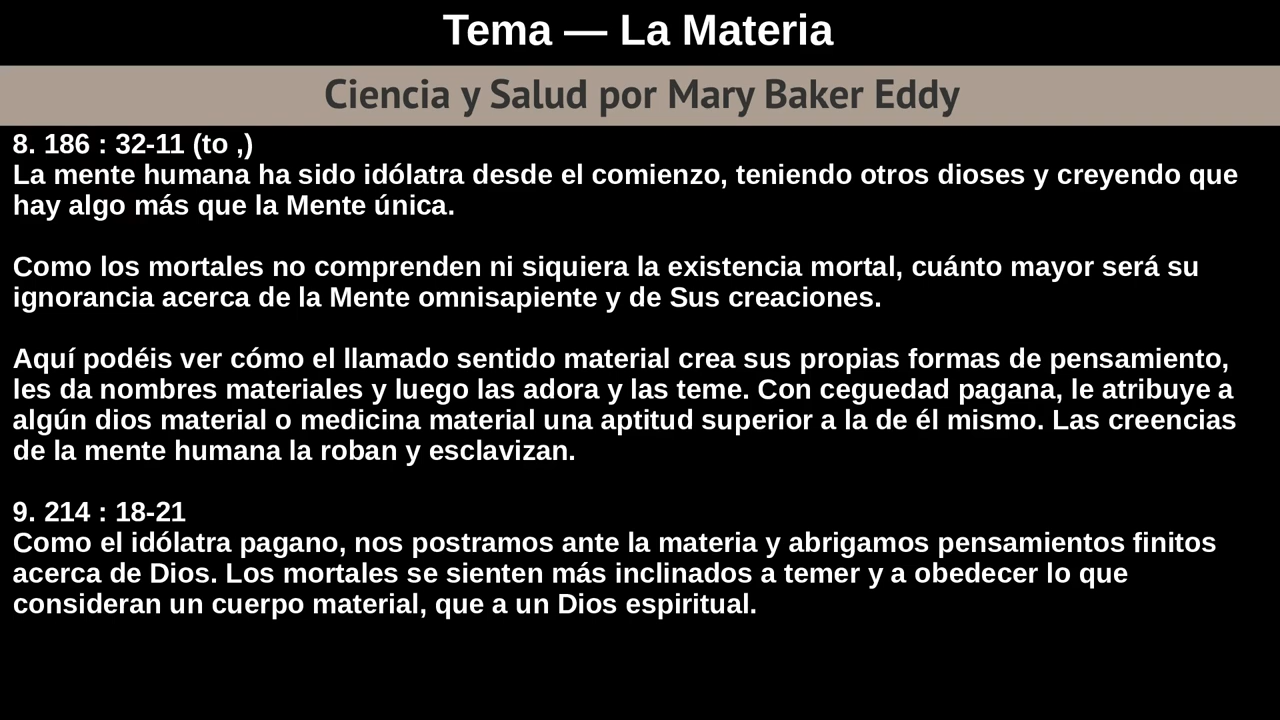 Tema — La Materia
Ciencia y Salud por Mary Baker Eddy
8. 186 : 32-11 (to ,)
La mente humana ha sido idólatra desde el comienzo, teniendo otros dioses y creyendo que
hay algo más que la Mente única.
Como los mortales no comprenden ni siquiera la existencia mortal, cuánto mayor será su
ignorancia acerca de la Mente omnisapiente y de Sus creaciones.
Aquí podéis ver cómo el llamado sentido material crea sus propias formas de pensamiento,
les da nombres materiales y luego las adora y las teme. Con ceguedad pagana, le atribuye a
algún dios material o medicina material una aptitud superior a la de él mismo. Las creencias
de la mente humana la roban y esclavizan.
9. 214 : 18-21
Como el idólatra pagano, nos postramos ante la materia y abrigamos pensamientos finitos
acerca de Dios. Los mortales se sienten más inclinados a temer y a obedecer lo que
consideran un cuerpo material, que a un Dios espiritual.